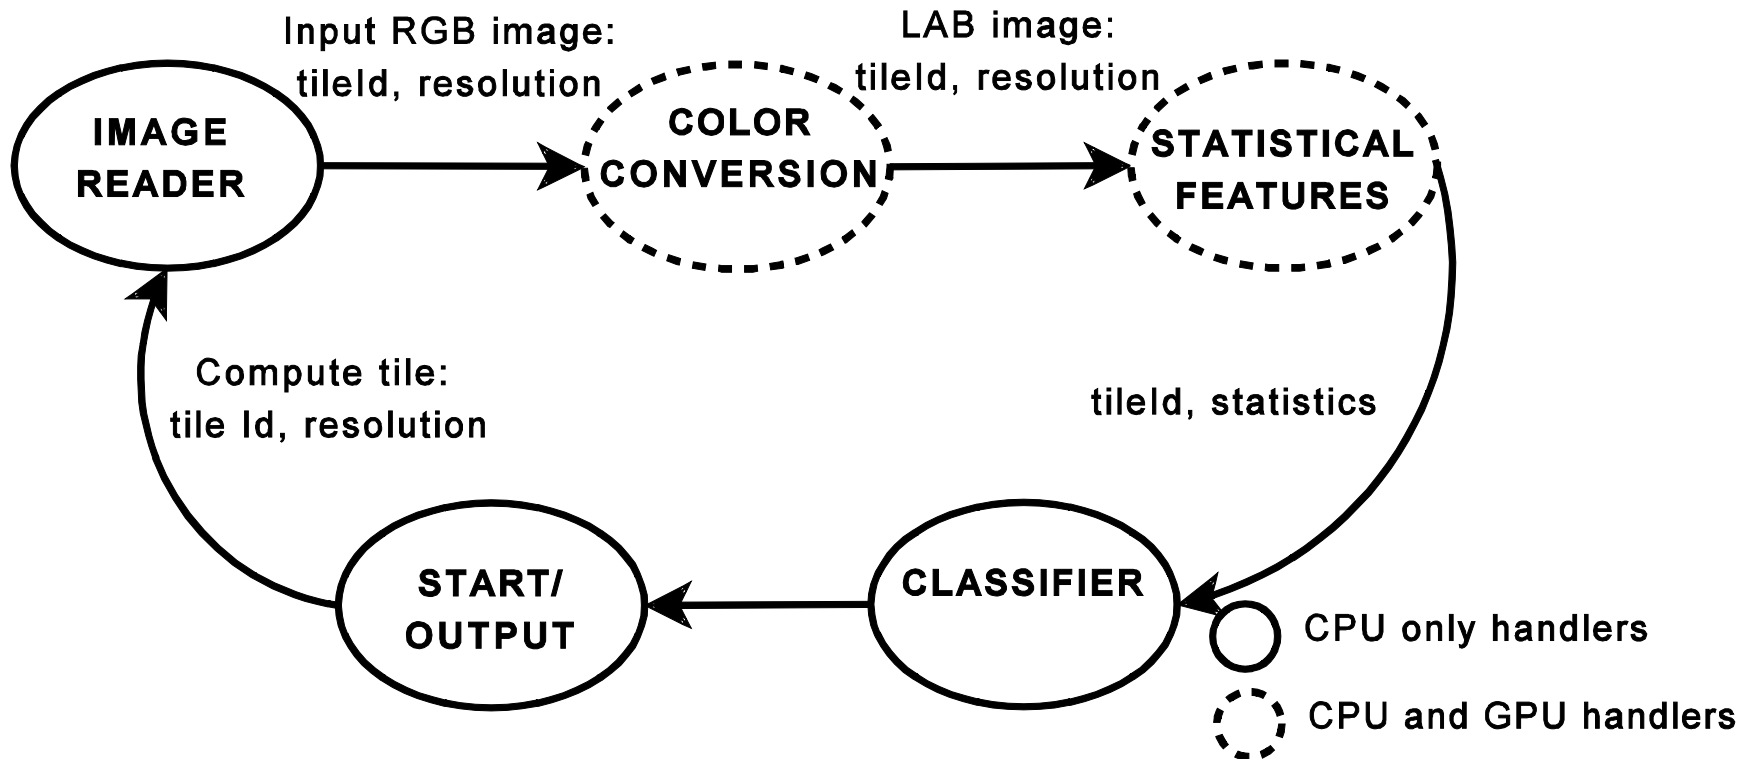 Input RGB image:
tileId, resolution
LAB image:
tileId, resolution
IMAGE
READER
COLOR
CONVERSION
STATISTICAL
FEATURES
Compute tile:
tile Id, resolution
tileId, statistics
START/
OUTPUT
CLASSIFIER
CPU only handlers
CPU and GPU handlers